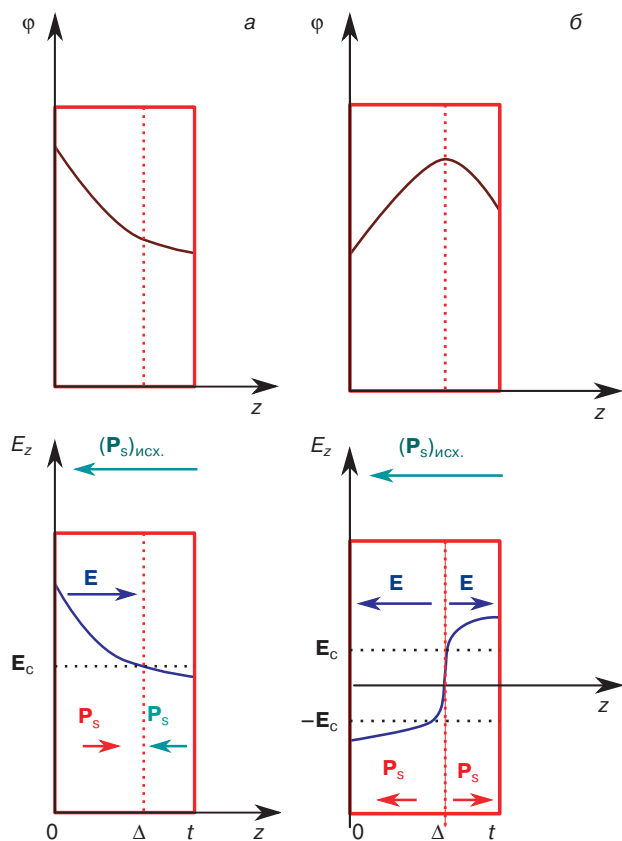 φ а
z
φ б
z
E_z (P_s)_исх.
E
E_c
P_s P_s
0 Δ t z
E_z (P_s)_исх.
E E
E_c
z
–E_c
P_s P_s
0 Δ t